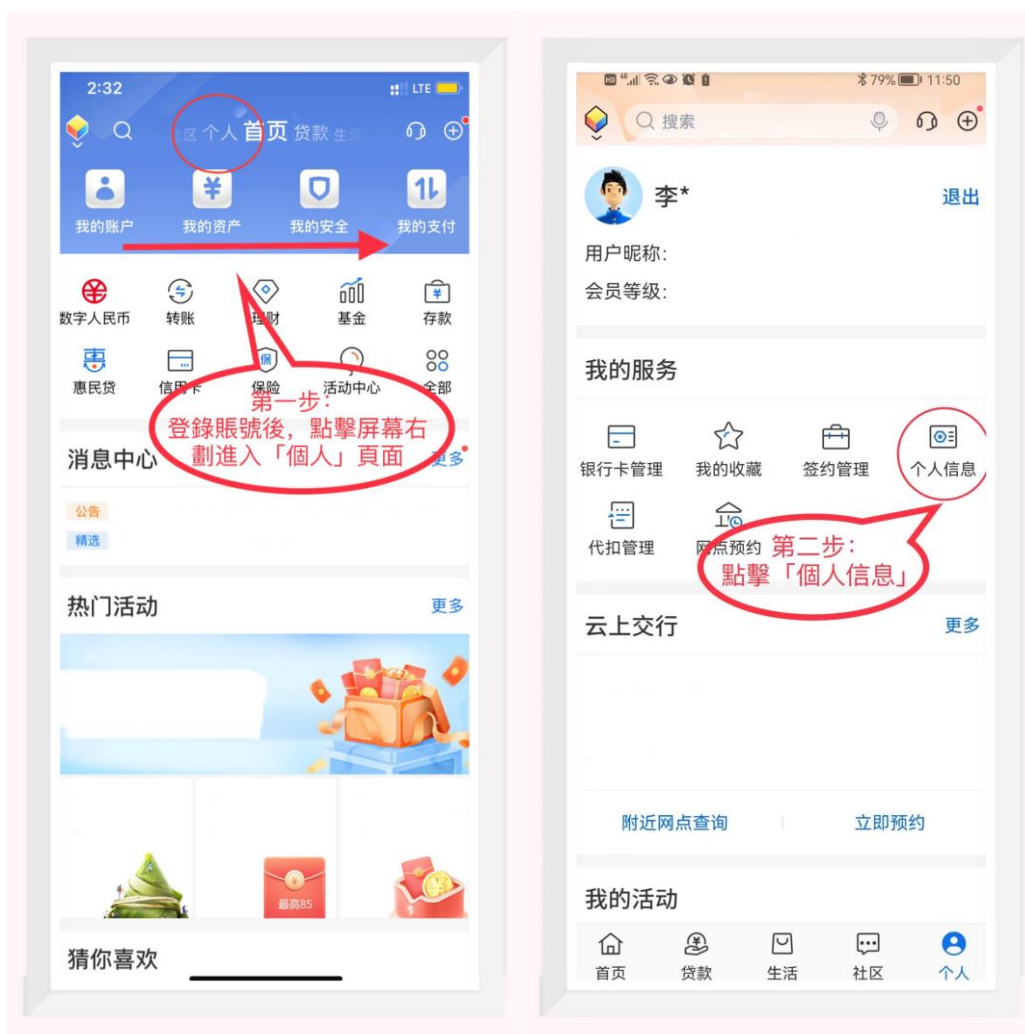 2:32
LTE
个人 首页 贷款 生活
我的账户 我的资产 我的安全 我的支付
数字人民币 转账 理财 基金 存款
惠
保
惠民贷 信用卡 保险 活动中心 全部
第一步：
登錄賬號後，點擊屏幕右
劃進入「個人」頁面
消息中心 更多
公告
精选
热门活动 更多
最高85
猜你喜欢
HD 79% 11:50
搜索
李* 退出
用户昵称:
会员等级:
我的服务
银行卡管理 我的收藏 签约管理 个人信息
代扣管理 网点预约
第二步：
點擊「個人信息」
云上交行 更多
附近网点查询 立即预约
我的活动
首页 贷款 生活 社区 个人